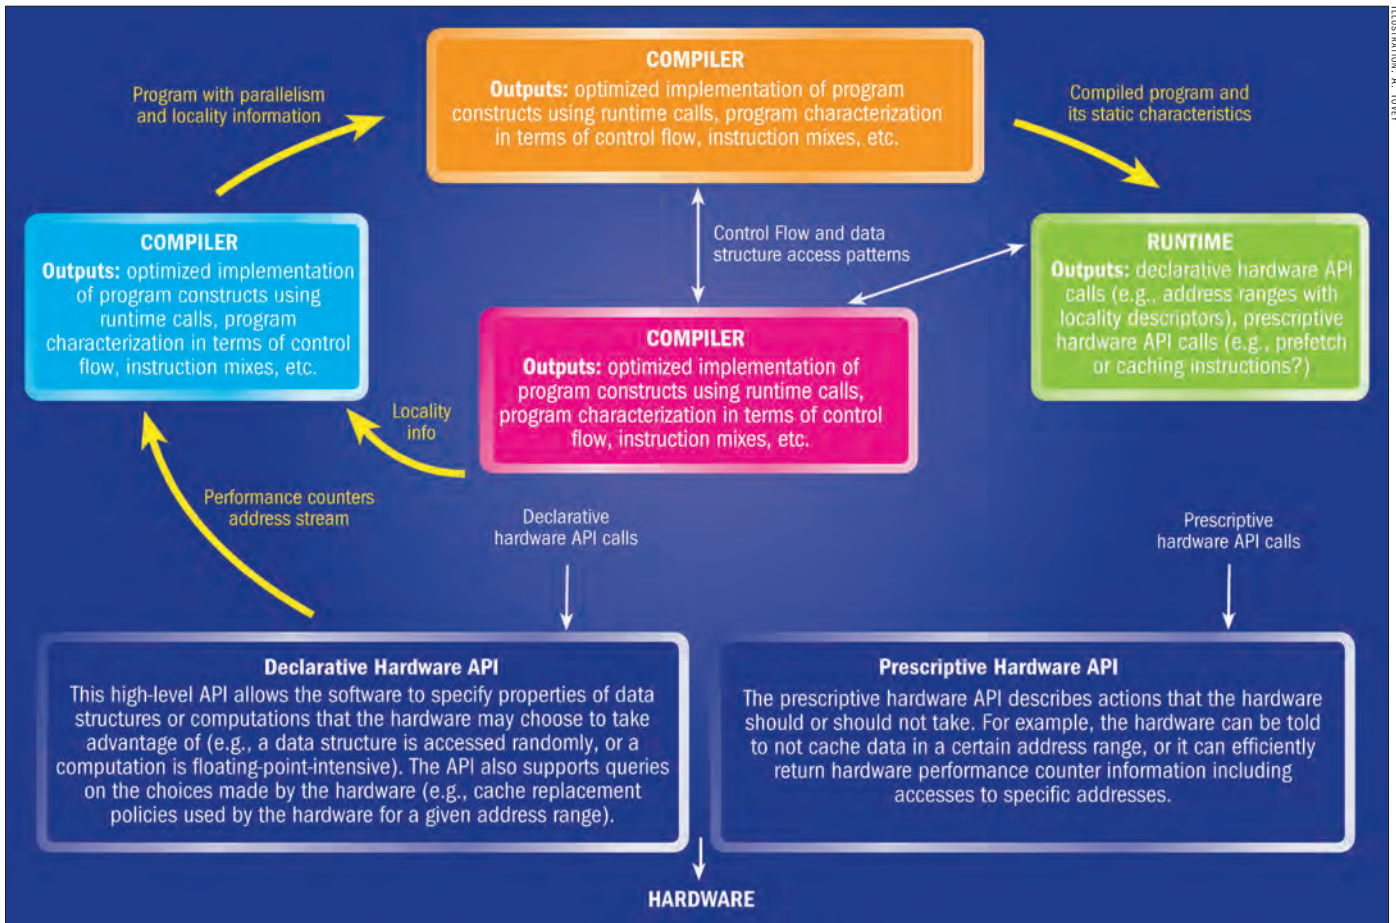 ILLUSTRATION: A. TOVEY
COMPILER
Outputs: optimized implementation of program
constructs using runtime calls, program characterization
in terms of control flow, instruction mixes, etc.
Program with parallelism
and locality information
Compiled program and
its static characteristics
COMPILER
Outputs: optimized implementation
of program constructs using
runtime calls, program
characterization in terms of control
flow, instruction mixes, etc.
Control Flow and data
structure access patterns
RUNTIME
Outputs: declarative hardware API
calls (e.g., address ranges with
locality descriptors), prescriptive
hardware API calls (e.g., prefetch
or caching instructions?)
COMPILER
Outputs: optimized implementation of
program constructs using runtime calls,
program characterization in terms of control
flow, instruction mixes, etc.
Locality
info
Performance counters
address stream
Declarative
hardware API calls
Prescriptive
hardware API calls
Declarative Hardware API
This high-level API allows the software to specify properties of data
structures or computations that the hardware may choose to take
advantage of (e.g., a data structure is accessed randomly, or a
computation is floating-point-intensive). The API also supports queries
on the choices made by the hardware (e.g., cache replacement
policies used by the hardware for a given address range).
Prescriptive Hardware API
The prescriptive hardware API describes actions that the hardware
should or should not take. For example, the hardware can be told
to not cache data in a certain address range, or it can efficiently
return hardware performance counter information including
accesses to specific addresses.
HARDWARE